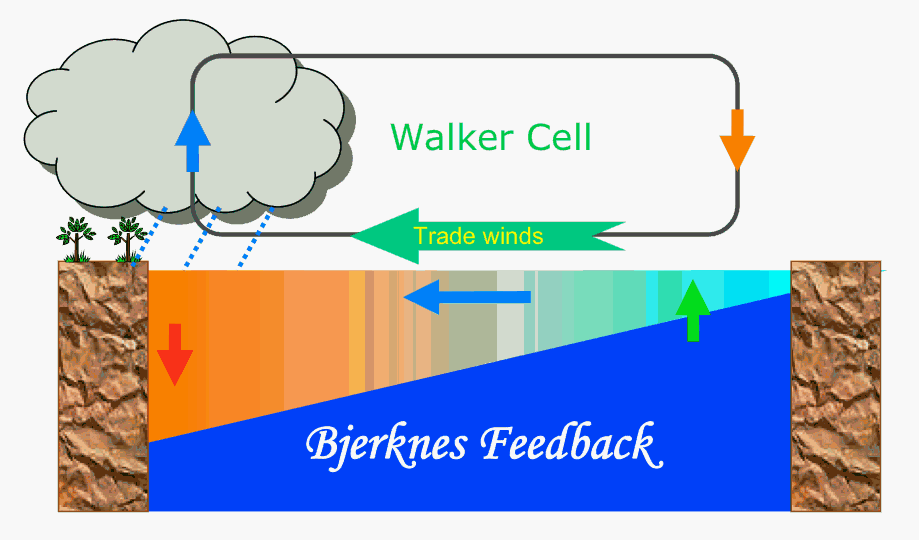 Walker Cell
Trade winds
Bjerknes Feedback